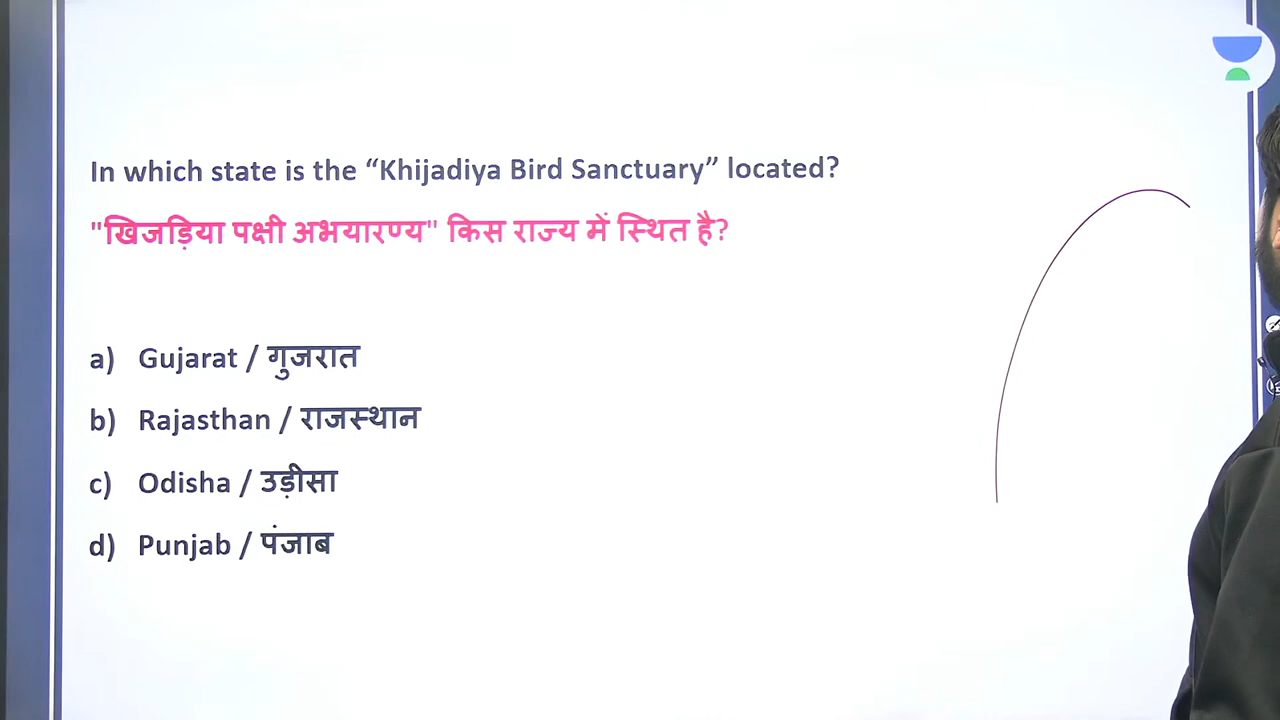 In which state is the “Khijadiya Bird Sanctuary” located?
"खिजड़िया पक्षी अभयारण्य" किस राज्य में स्थित है?
a) Gujarat / गुजरात
b) Rajasthan / राजस्थान
c) Odisha / उड़ीसा
d) Punjab / पंजाब